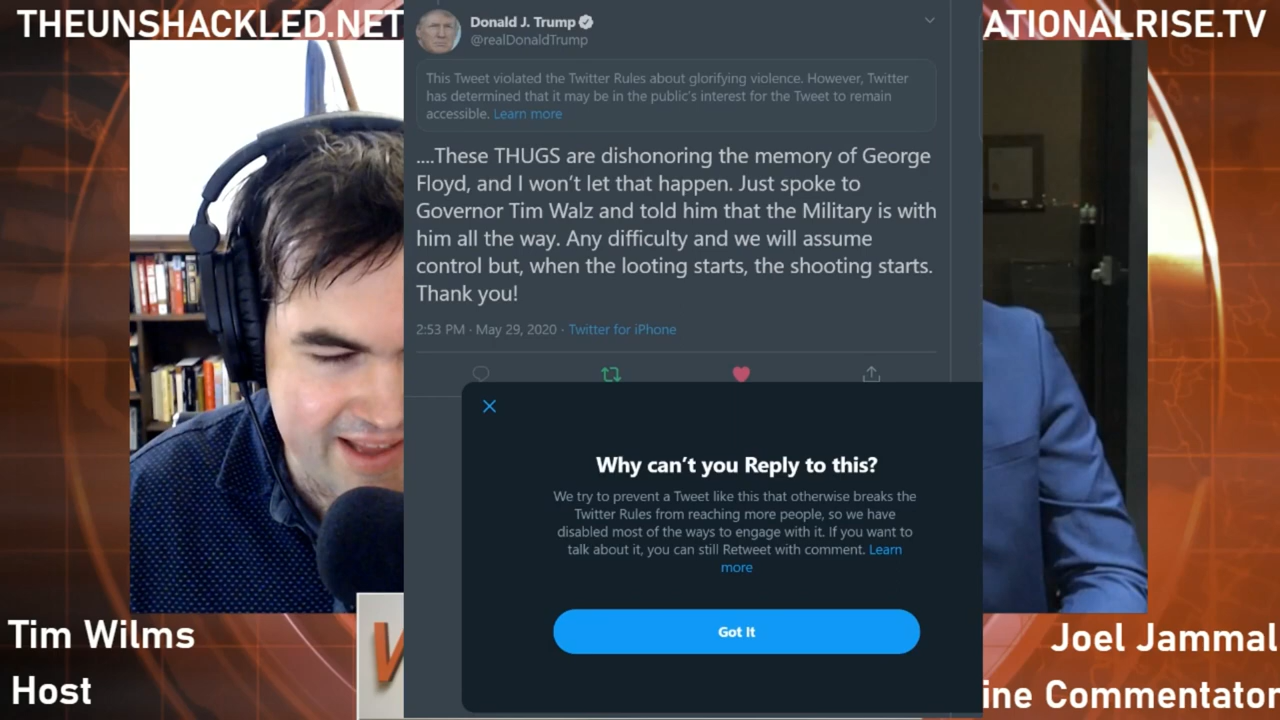 THEUNSHACKLED.NET
ATIONALRISE.TV
Donald J. Trump
@realDonaldTrump
This Tweet violated the Twitter Rules about glorifying violence. However, Twitter
has determined that it may be in the public's interest for the Tweet to remain
accessible. Learn more
....These THUGS are dishonoring the memory of George
Floyd, and I won't let that happen. Just spoke to
Governor Tim Walz and told him that the Military is with
him all the way. Any difficulty and we will assume
control but, when the looting starts, the shooting starts.
Thank you!
2:53 PM · May 29, 2020 · Twitter for iPhone
Why can't you Reply to this?
We try to prevent a Tweet like this that otherwise breaks the
Twitter Rules from reaching more people, so we have
disabled most of the ways to engage with it. If you want to
talk about it, you can still Retweet with comment. Learn
more
Got It
Tim Wilms
Host
Joel Jammal
ine Commentator